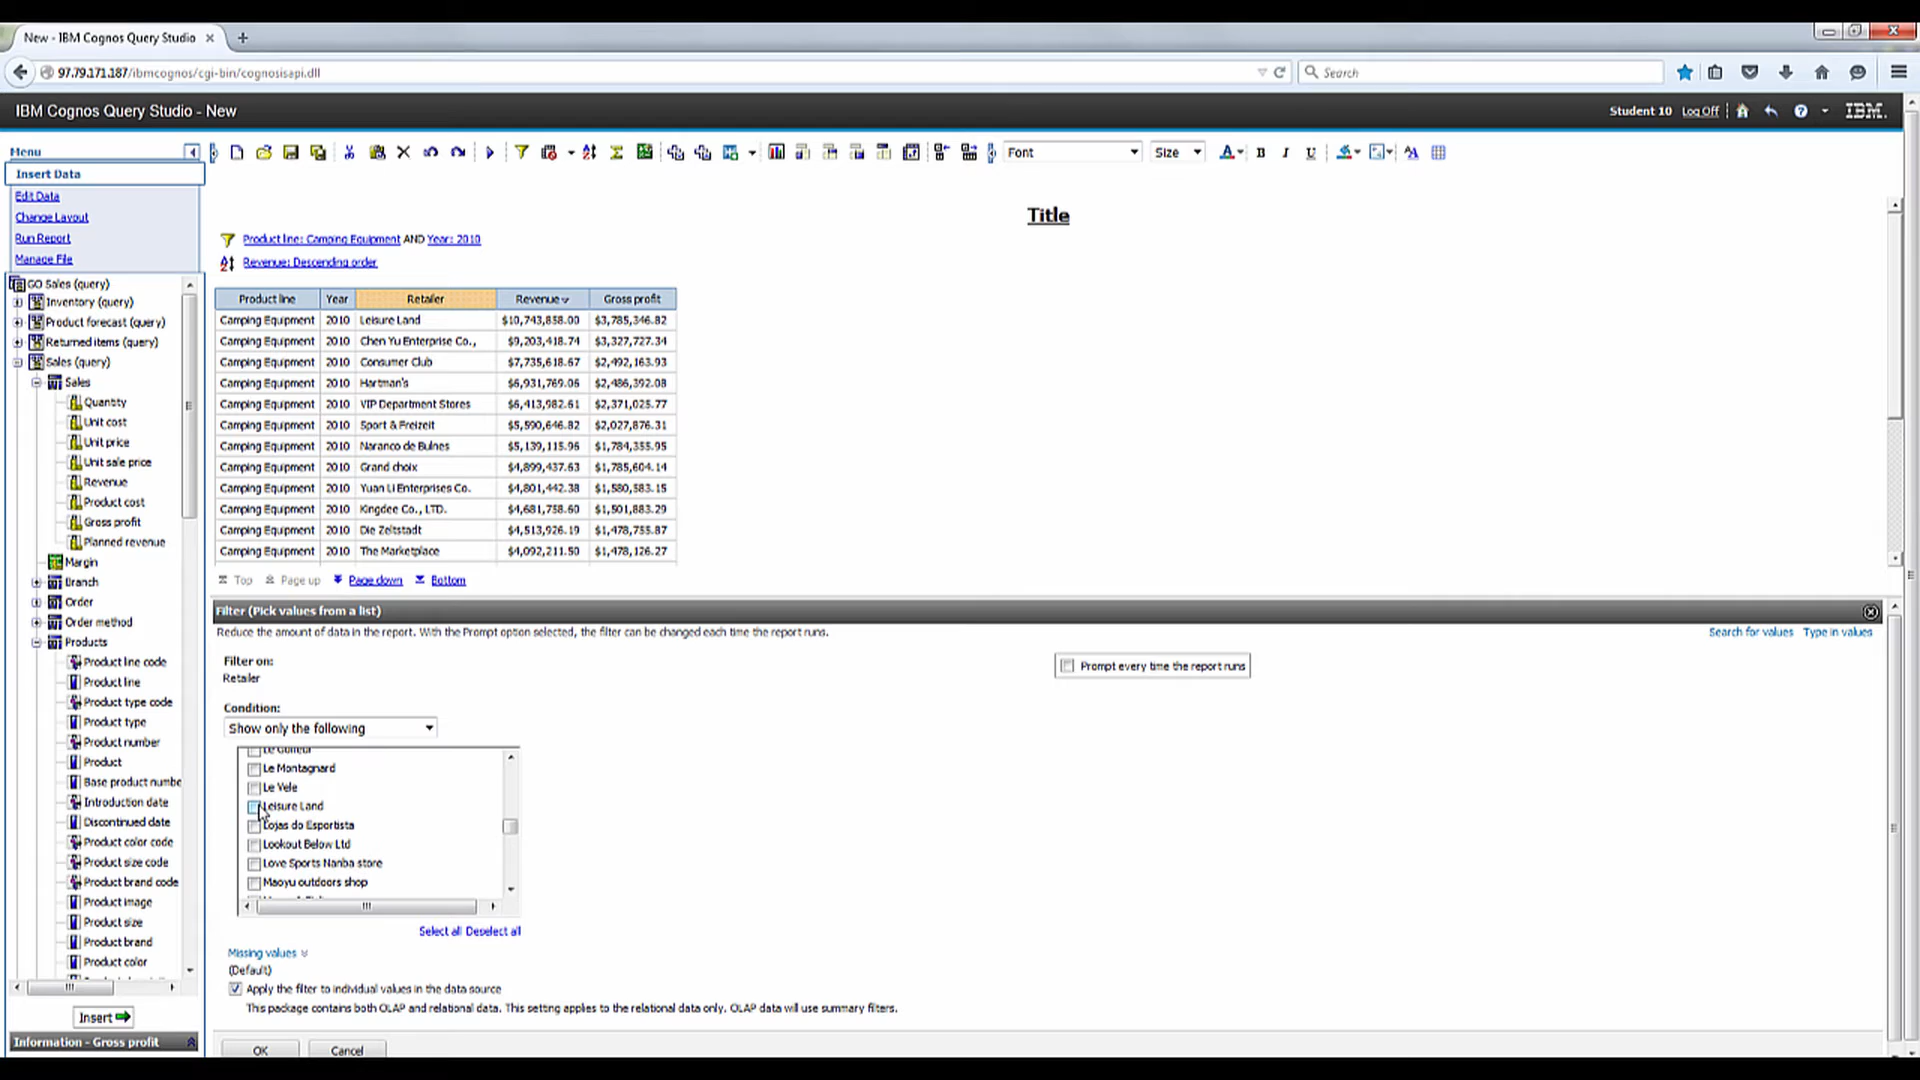 New - IBM Cognos Query Studio
97.79.171.187/ibmcognos/cgi-bin/cognosisapi.dll
Search
IBM Cognos Query Studio - New
Student 10 Log Off IBM.
Menu
Insert Data
Edit Data
Change Layout
Run Report
Manage File
Font
Size
B I U
Title
Product line: Camping Equipment AND Year: 2010
Revenue: Descending order
GO Sales (query)
Inventory (query)
Product forecast (query)
Returned items (query)
Sales (query)
Sales
Quantity
Unit cost
Unit price
Unit sale price
Revenue
Product cost
Gross profit
Planned revenue
Margin
Branch
Order
Order method
Products
Product line code
Product line
Product type code
Product type
Product number
Product
Base product numbe
Introduction date
Discontinued date
Product color code
Product size code
Product brand code
Product image
Product size
Product brand
Product color
Insert
Information - Gross profit
Product line Year Retailer Revenue Gross profit
Camping Equipment 2010 Leisure Land $10,743,858.00 $3,785,346.82
Camping Equipment 2010 Chen Yu Enterprise Co., $9,203,418.74 $3,327,727.34
Camping Equipment 2010 Consumer Club $7,735,618.67 $2,492,163.93
Camping Equipment 2010 Hartman's $6,931,769.06 $2,486,392.08
Camping Equipment 2010 VIP Department Stores $6,413,982.61 $2,371,025.77
Camping Equipment 2010 Sport & Freizeit $5,590,646.82 $2,027,876.31
Camping Equipment 2010 Naranco de Bulnes $5,139,115.96 $1,784,355.95
Camping Equipment 2010 Grand choix $4,899,437.63 $1,785,604.14
Camping Equipment 2010 Yuan Li Enterprises Co. $4,801,442.38 $1,580,583.15
Camping Equipment 2010 Kingdee Co., LTD. $4,681,758.60 $1,501,883.29
Camping Equipment 2010 Die Zeltstadt $4,513,926.19 $1,478,755.87
Camping Equipment 2010 The Marketplace $4,092,211.50 $1,478,126.27
Top Page up Page down Bottom
Filter (Pick values from a list)
Reduce the amount of data in the report. With the Prompt option selected, the filter can be changed each time the report runs.
Search for values Type in values
Filter on:
Retailer
Prompt every time the report runs
Condition:
Show only the following
Le Montagnard
Le Vele
Leisure Land
Lojas do Esportista
Lookout Below Ltd
Love Sports Nanba store
Maoyu outdoors shop
Select all Deselect all
Missing values
(Default)
Apply the filter to individual values in the data source
This package contains both OLAP and relational data. This setting applies to the relational data only. OLAP data will use summary filters.
OK Cancel